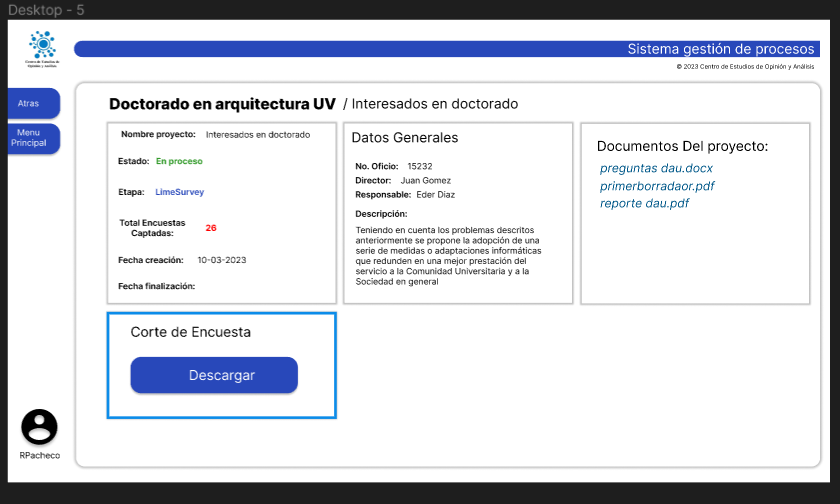 Desktop - 5
Centro de Estudios de
Opinión y Análisis
Sistema gestión de procesos
© 2023 Centro de Estudios de Opinión y Análisis
Atras
Menu
Principal
Doctorado en arquitectura UV / Interesados en doctorado
Nombre proyecto: Interesados en doctorado
Estado: En proceso
Etapa: LimeSurvey
Total Encuestas
Captadas: 26
Fecha creación: 10-03-2023
Fecha finalización:
Datos Generales
No. Oficio: 15232
Director: Juan Gomez
Responsable: Eder Diaz
Descripción:
Teniendo en cuenta los problemas descritos
anteriormente se propone la adopción de una
serie de medidas o adaptaciones informáticas
que redunden en una mejor prestación del
servicio a la Comunidad Universitaria y a la
Sociedad en general
Documentos Del proyecto:
preguntas dau.docx
primerborradaor.pdf
reporte dau.pdf
Corte de Encuesta
Descargar
RPacheco